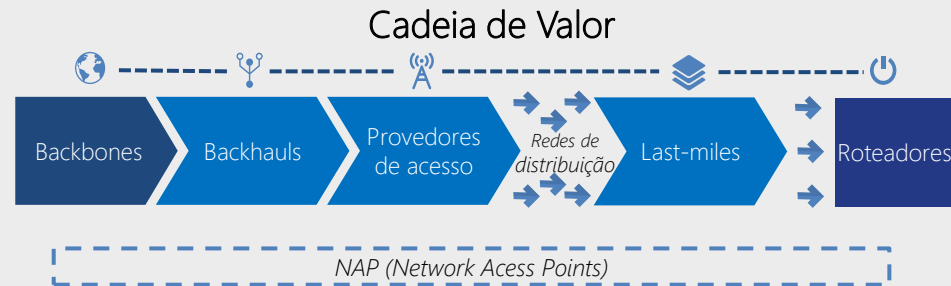 Cadeia de Valor
Backbones
Backhauls
Provedores
de acesso
Redes de
distribuição
Last-miles
Roteadores
NAP (Network Acess Points)